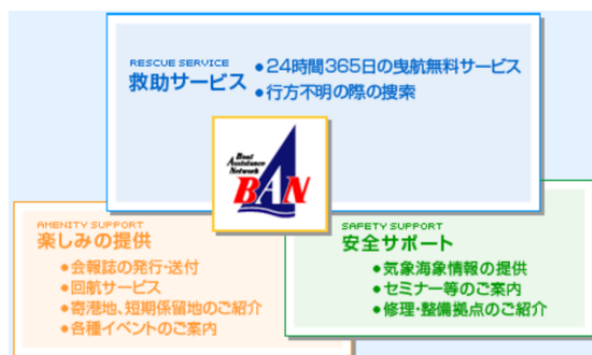 RESCUE SERVICE
救助サービス
●24時間365日の曳航無料サービス
●行方不明の際の捜索
Boat
Assistance
Network
BAN
AMENITY SUPPORT
楽しみの提供
●会報誌の発行・送付
●回航サービス
●寄港地、短期係留地のご紹介
●各種イベントのご案内
SAFETY SUPPORT
安全サポート
●気象海象情報の提供
●セミナー等のご案内
●修理・整備拠点のご紹介